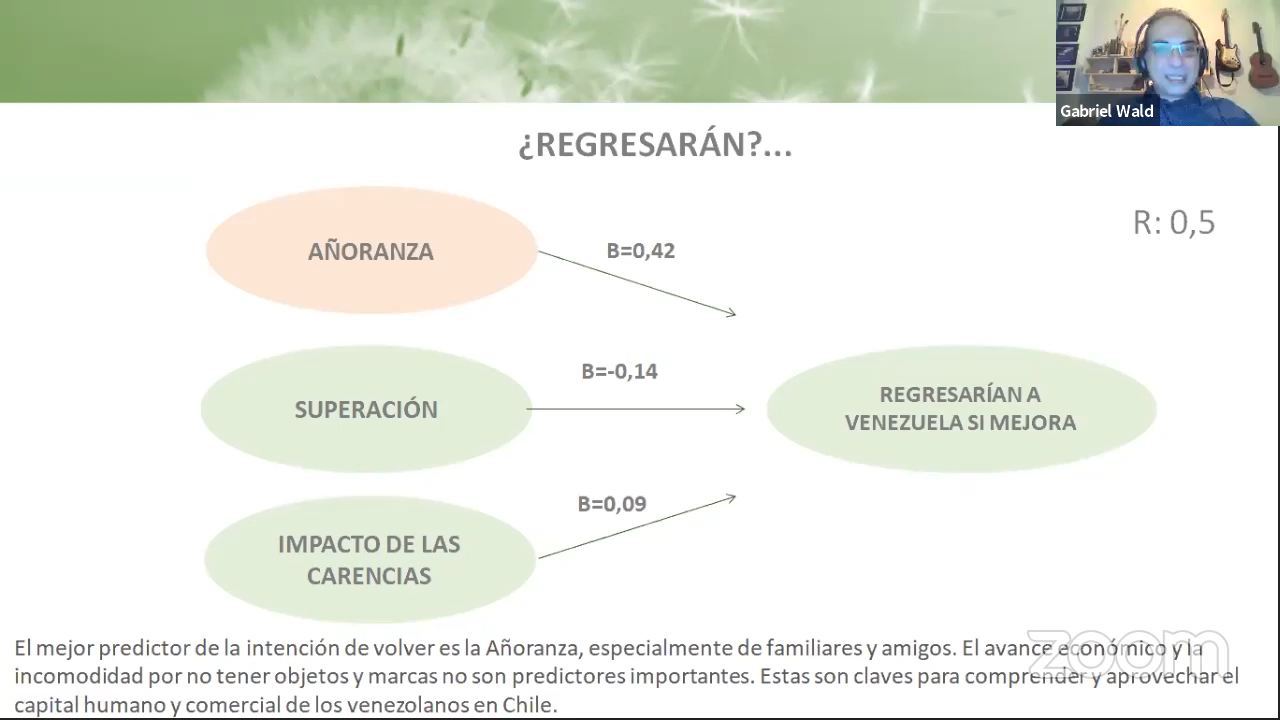 Gabriel Wald
¿REGRESARÁN?...
R: 0,5
AÑORANZA
B=0,42
SUPERACIÓN
B=-0,14
REGRESARÍAN A
VENEZUELA SI MEJORA
B=0,09
IMPACTO DE LAS
CARENCIAS
El mejor predictor de la intención de volver es la Añoranza, especialmente de familiares y amigos. El avance económico y la
incomodidad por no tener objetos y marcas no son predictores importantes. Estas son claves para comprender y aprovechar el
capital humano y comercial de los venezolanos en Chile.
zoom